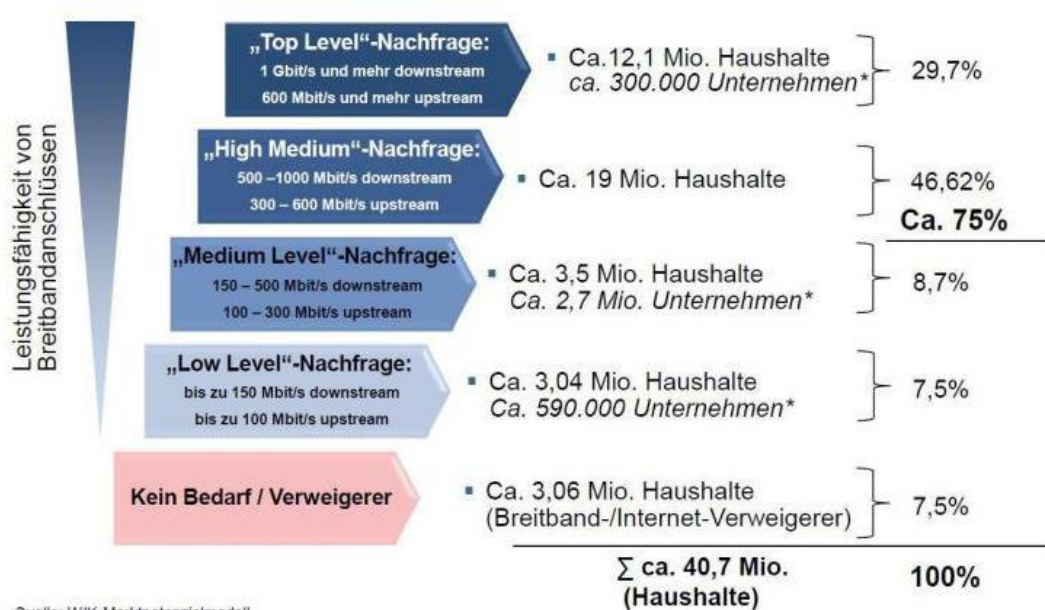 Leistungsfähigkeit von
Breitbandanschlüssen
„Top Level“-Nachfrage:
1 Gbit/s und mehr downstream
600 Mbit/s und mehr upstream
▪ Ca.12,1 Mio. Haushalte
ca. 300.000 Unternehmen*
29,7%
„High Medium“-Nachfrage:
500 –1000 Mbit/s downstream
300 – 600 Mbit/s upstream
▪ Ca. 19 Mio. Haushalte
46,62%
Ca. 75%
„Medium Level“-Nachfrage:
150 – 500 Mbit/s downstream
100 – 300 Mbit/s upstream
▪ Ca. 3,5 Mio. Haushalte
Ca. 2,7 Mio. Unternehmen*
8,7%
„Low Level“-Nachfrage:
bis zu 150 Mbit/s downstream
bis zu 100 Mbit/s upstream
▪ Ca. 3,04 Mio. Haushalte
Ca. 590.000 Unternehmen*
7,5%
Kein Bedarf / Verweigerer
▪ Ca. 3,06 Mio. Haushalte
(Breitband-/Internet-Verweigerer)
7,5%
∑ ca. 40,7 Mio.
(Haushalte)
100%